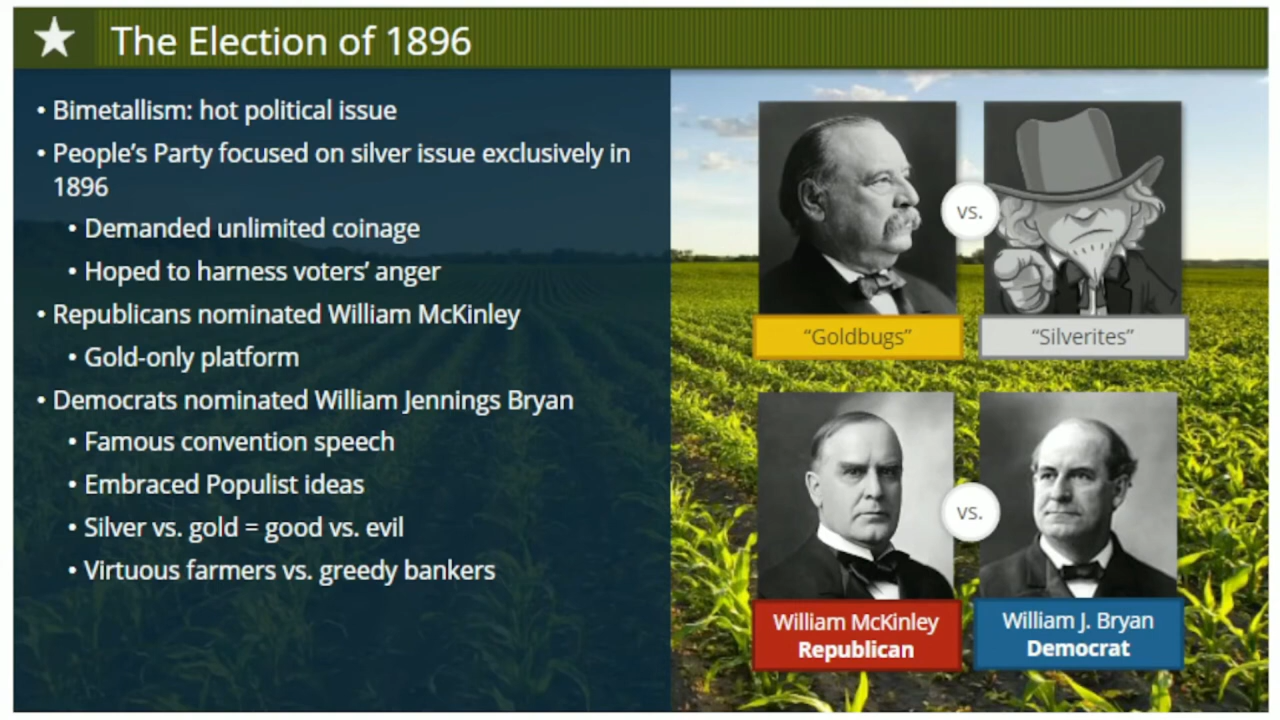 The Election of 1896
• Bimetallism: hot political issue
• People’s Party focused on silver issue exclusively in
1896
• Demanded unlimited coinage
• Hoped to harness voters’ anger
• Republicans nominated William McKinley
• Gold-only platform
• Democrats nominated William Jennings Bryan
• Famous convention speech
• Embraced Populist ideas
• Silver vs. gold = good vs. evil
• Virtuous farmers vs. greedy bankers
vs.
“Goldbugs”
“Silverites”
vs.
William McKinley
Republican
William J. Bryan
Democrat